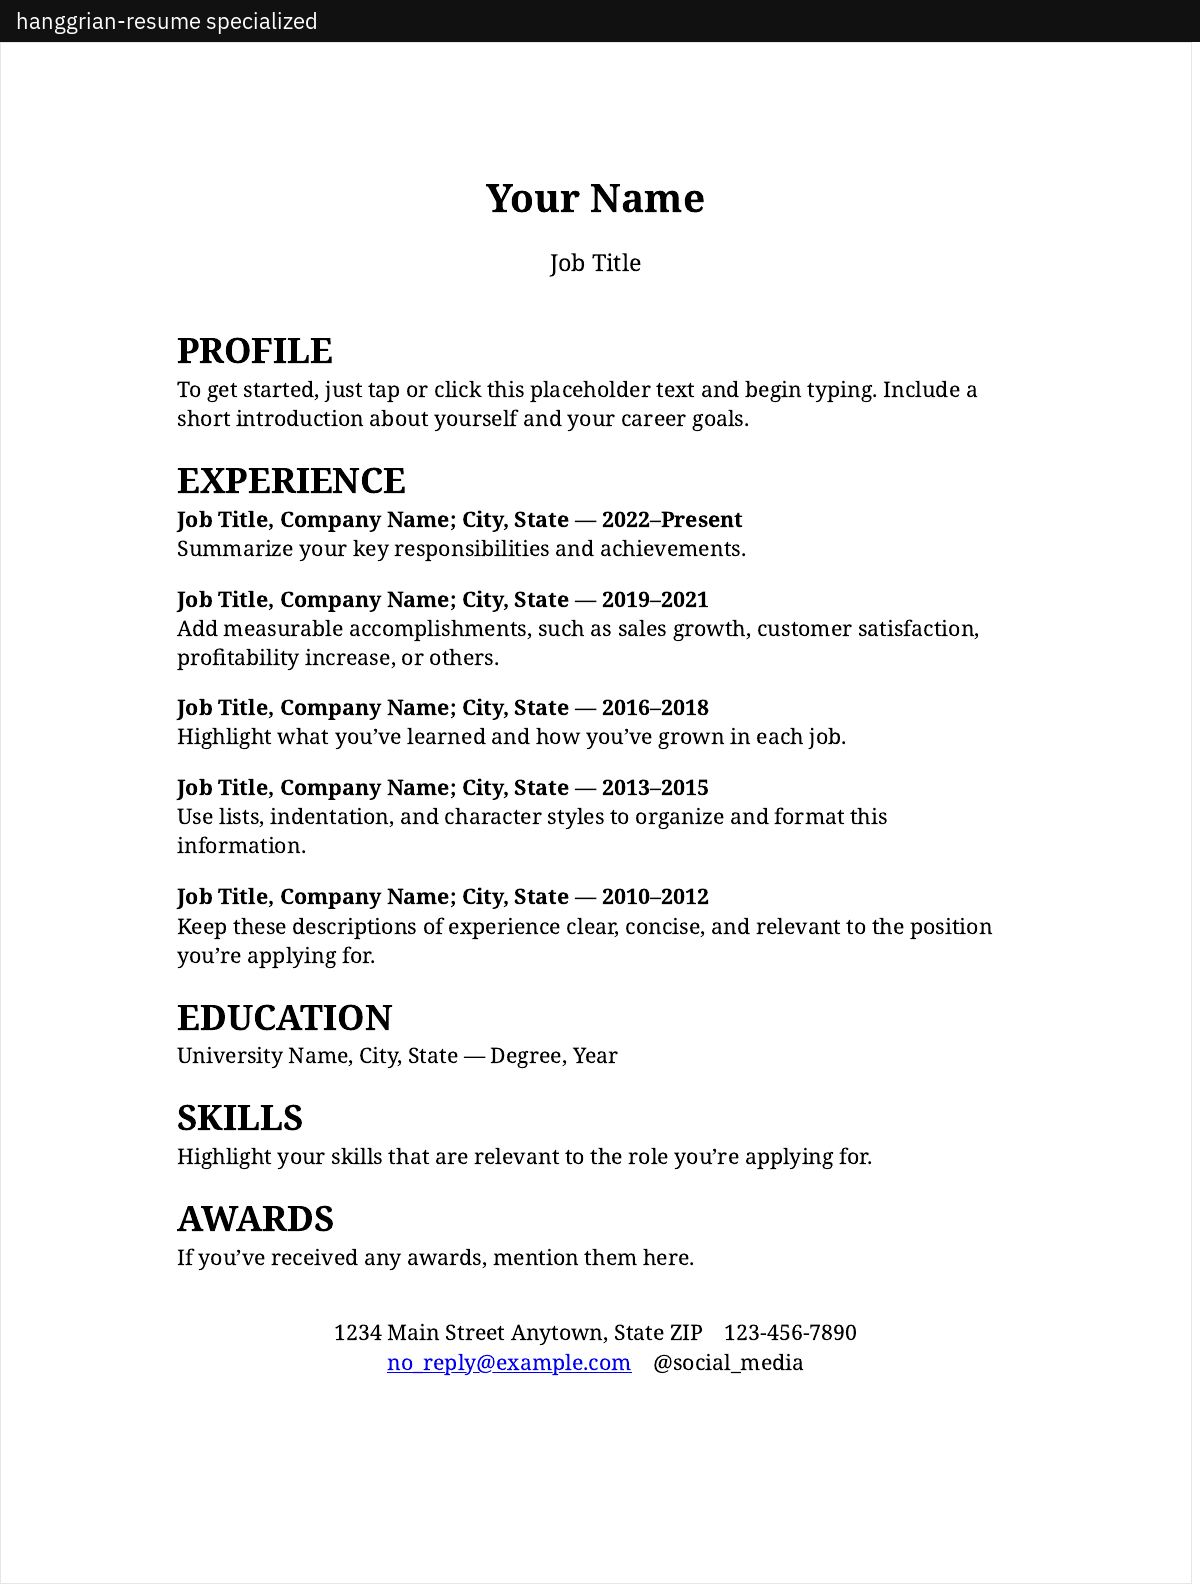 hanggrian-resume specialized
Your Name
Job Title
PROFILE
To get started, just tap or click this placeholder text and begin typing. Include a
short introduction about yourself and your career goals.
EXPERIENCE
Job Title, Company Name; City, State — 2022–Present
Summarize your key responsibilities and achievements.
Job Title, Company Name; City, State — 2019–2021
Add measurable accomplishments, such as sales growth, customer satisfaction,
profitability increase, or others.
Job Title, Company Name; City, State — 2016–2018
Highlight what you’ve learned and how you’ve grown in each job.
Job Title, Company Name; City, State — 2013–2015
Use lists, indentation, and character styles to organize and format this
information.
Job Title, Company Name; City, State — 2010–2012
Keep these descriptions of experience clear, concise, and relevant to the position
you’re applying for.
EDUCATION
University Name, City, State — Degree, Year
SKILLS
Highlight your skills that are relevant to the role you’re applying for.
AWARDS
If you’ve received any awards, mention them here.
1234 Main Street Anytown, State ZIP 123-456-7890
no_reply@example.com @social_media